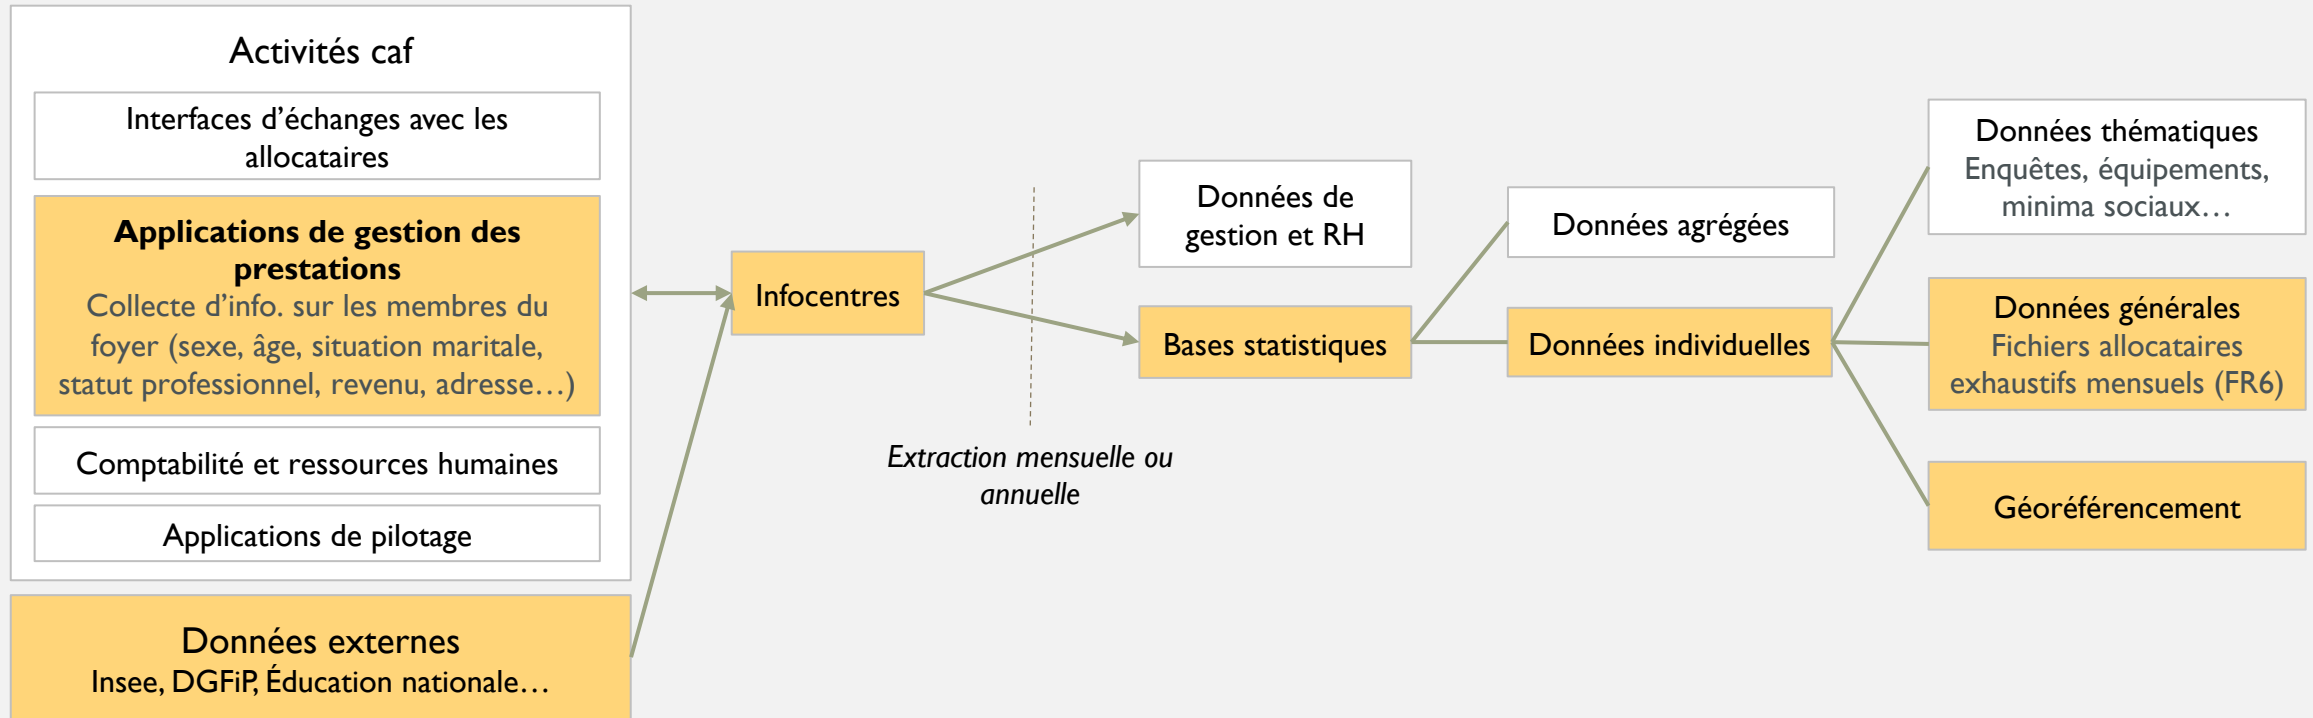 Activités caf
Interfaces d'échanges avec les
allocataires
Applications de gestion des
prestations
Collecte d'info. sur les membres du
foyer (sexe, âge, situation maritale,
statut professionnel, revenu, adresse…)
Comptabilité et ressources humaines
Applications de pilotage
Données externes
Insee, DGFiP, Éducation nationale…
Infocentres
Extraction mensuelle ou
annuelle
Données de
gestion et RH
Bases statistiques
Données agrégées
Données individuelles
Données thématiques
Enquêtes, équipements,
minima sociaux…
Données générales
Fichiers allocataires
exhaustifs mensuels (FR6)
Géoréférencement